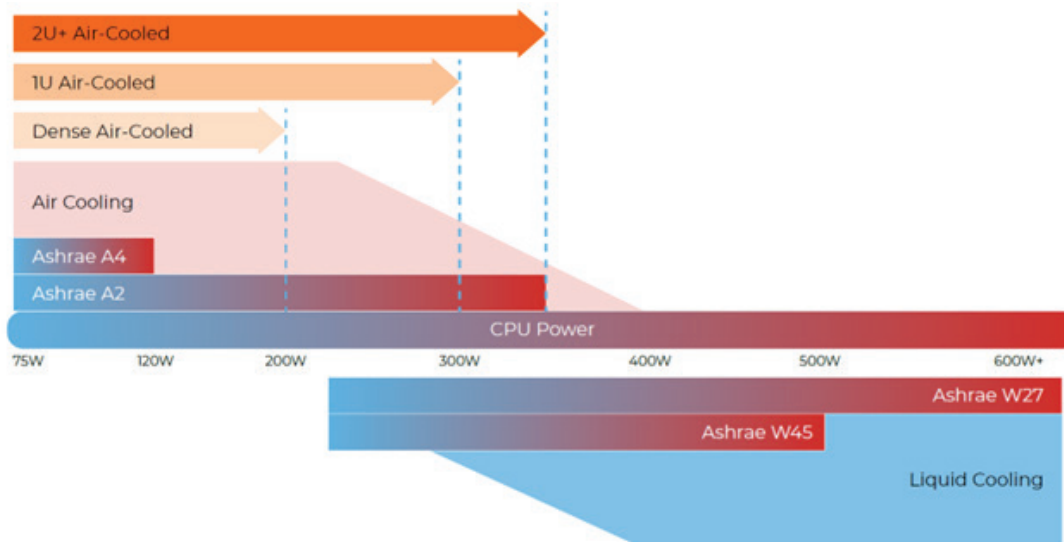 2U+ Air-Cooled
1U Air-Cooled
Dense Air-Cooled
Air Cooling
Ashrae A4
Ashrae A2
CPU Power
75W 120W 200W 300W 400W 500W 600W+
Ashrae W27
Ashrae W45
Liquid Cooling